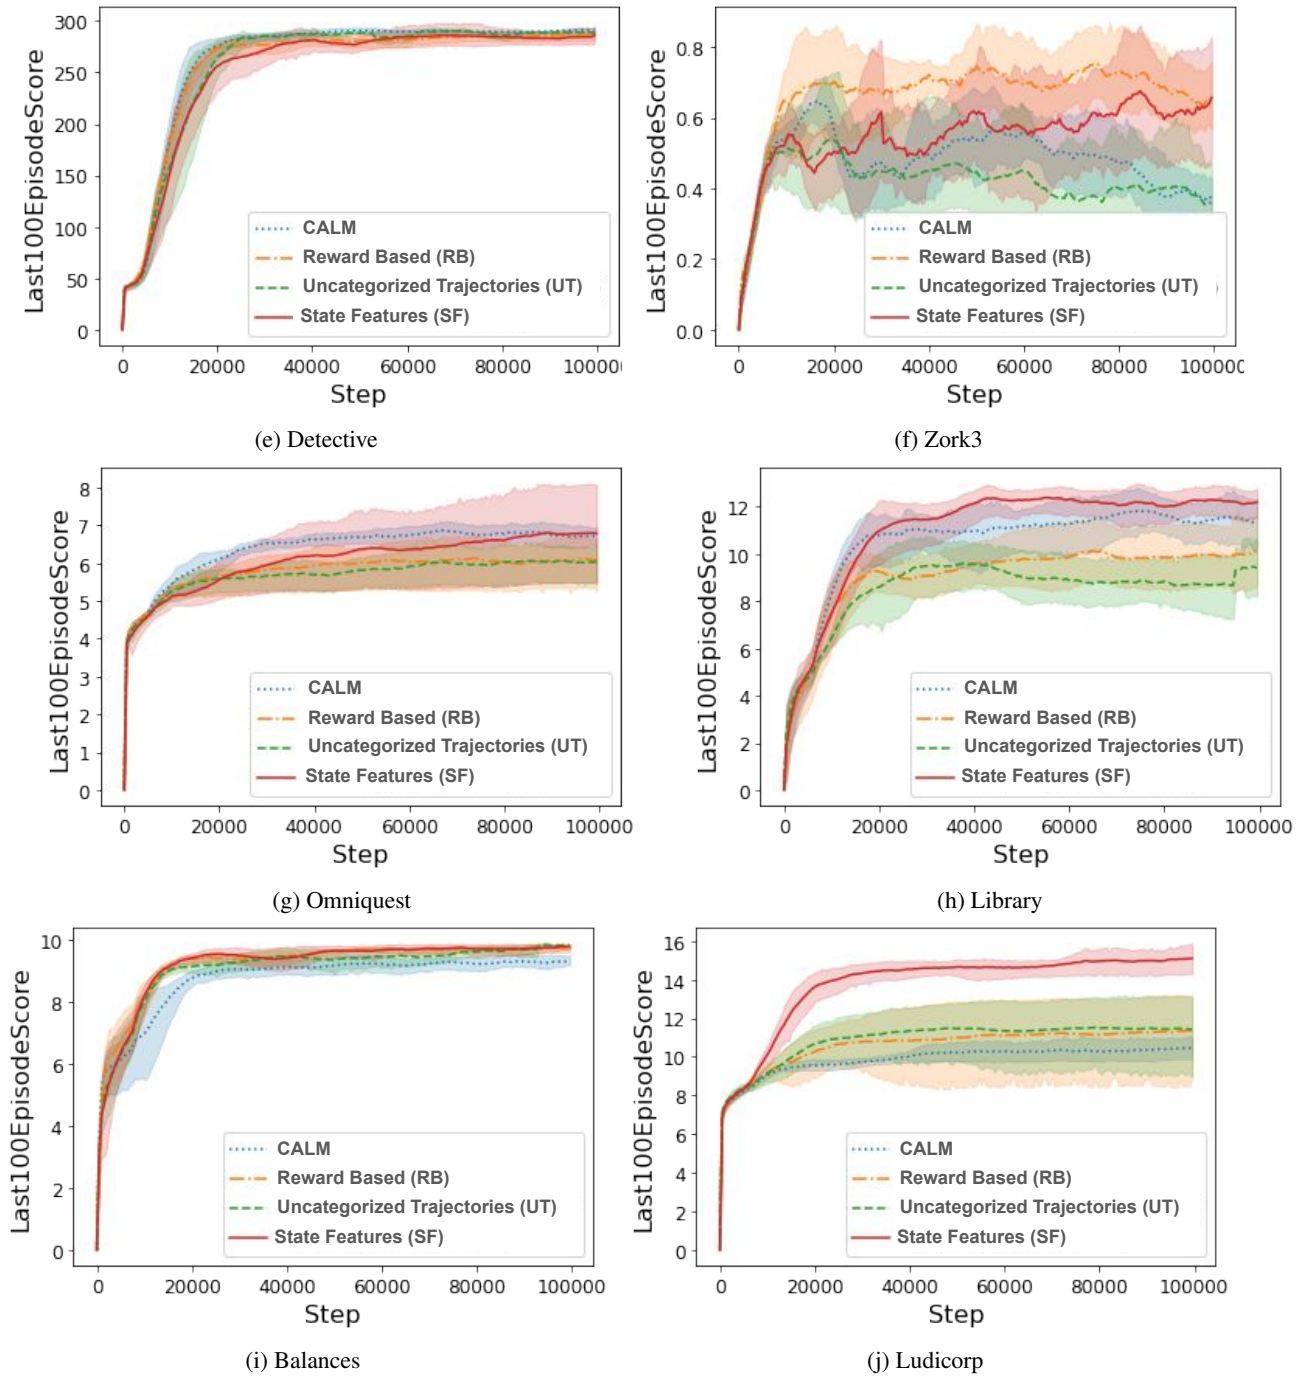 Last100EpisodeScore
300
250
200
150
100
50
0
0 20000 40000 60000 80000 100000
Step
CALM
Reward Based (RB)
Uncategorized Trajectories (UT)
State Features (SF)
(e) Detective
Last100EpisodeScore
0.8
0.6
0.4
0.2
0.0
0 20000 40000 60000 80000 100000
Step
CALM
Reward Based (RB)
Uncategorized Trajectories (UT)
State Features (SF)
(f) Zork3
Last100EpisodeScore
8
7
6
5
4
3
2
1
0
0 20000 40000 60000 80000 100000
Step
CALM
Reward Based (RB)
Uncategorized Trajectories (UT)
State Features (SF)
(g) Omniquest
Last100EpisodeScore
12
10
8
6
4
2
0
0 20000 40000 60000 80000 100000
Step
CALM
Reward Based (RB)
Uncategorized Trajectories (UT)
State Features (SF)
(h) Library
Last100EpisodeScore
10
8
6
4
2
0
0 20000 40000 60000 80000 100000
Step
CALM
Reward Based (RB)
Uncategorized Trajectories (UT)
State Features (SF)
(i) Balances
Last100EpisodeScore
16
14
12
10
8
6
4
2
0
0 20000 40000 60000 80000 100000
Step
CALM
Reward Based (RB)
Uncategorized Trajectories (UT)
State Features (SF)
(j) Ludicorp